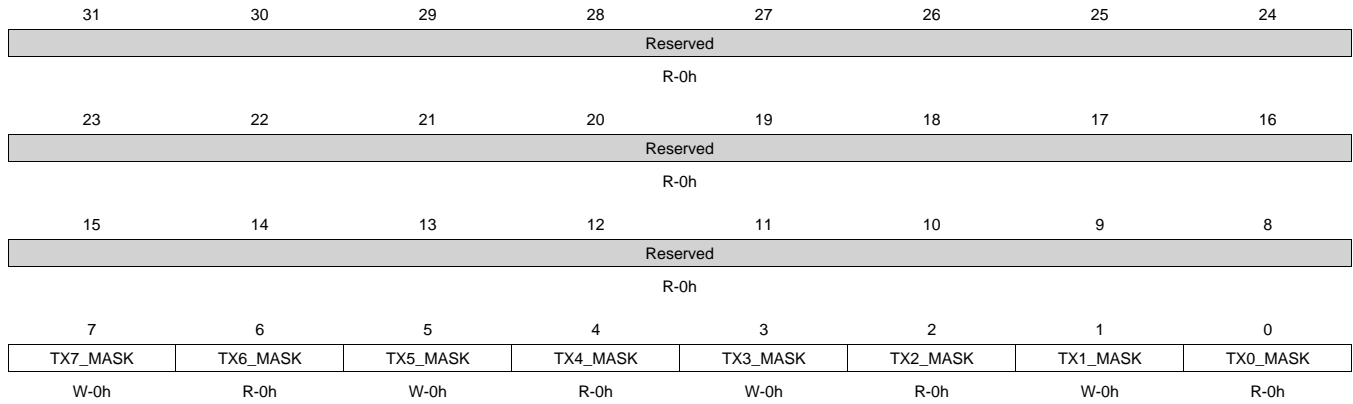 31 30 29 28 27 26 25 24
Reserved
R-0h
23 22 21 20 19 18 17 16
Reserved
R-0h
15 14 13 12 11 10 9 8
Reserved
R-0h
7 6 5 4 3 2 1 0
TX7_MASK TX6_MASK TX5_MASK TX4_MASK TX3_MASK TX2_MASK TX1_MASK TX0_MASK
W-0h R-0h W-0h R-0h W-0h R-0h W-0h R-0h